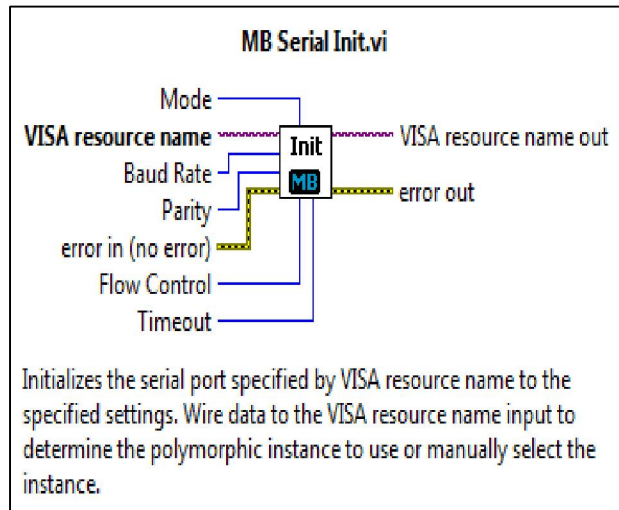 MB Serial Init.vi
Mode
VISA resource name
VISA resource name out
Init
MB
Baud Rate
Parity
error out
error in (no error)
Flow Control
Timeout
Initializes the serial port specified by VISA resource name to the
specified settings. Wire data to the VISA resource name input to
determine the polymorphic instance to use or manually select the
instance.